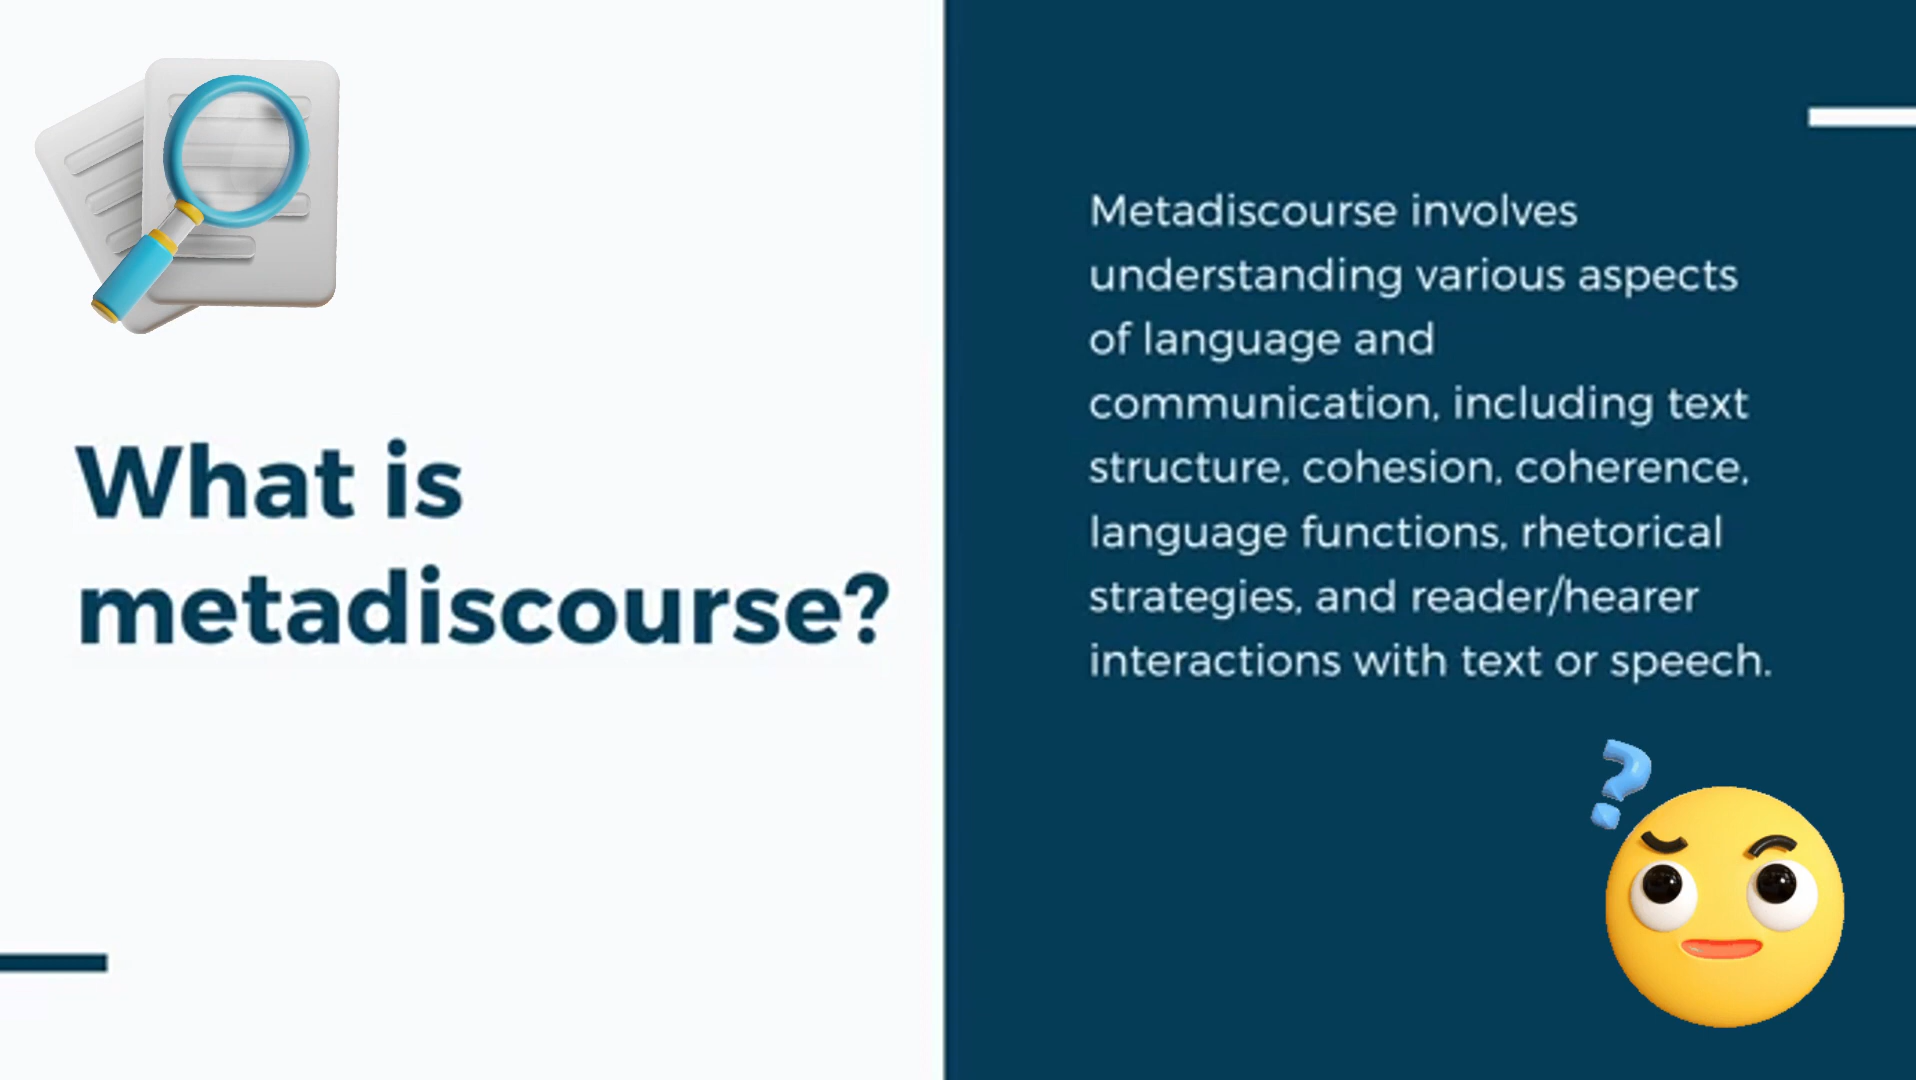 What is
metadiscourse?
Metadiscourse involves
understanding various aspects
of language and
communication, including text
structure, cohesion, coherence,
language functions, rhetorical
strategies, and reader/hearer
interactions with text or speech.
?